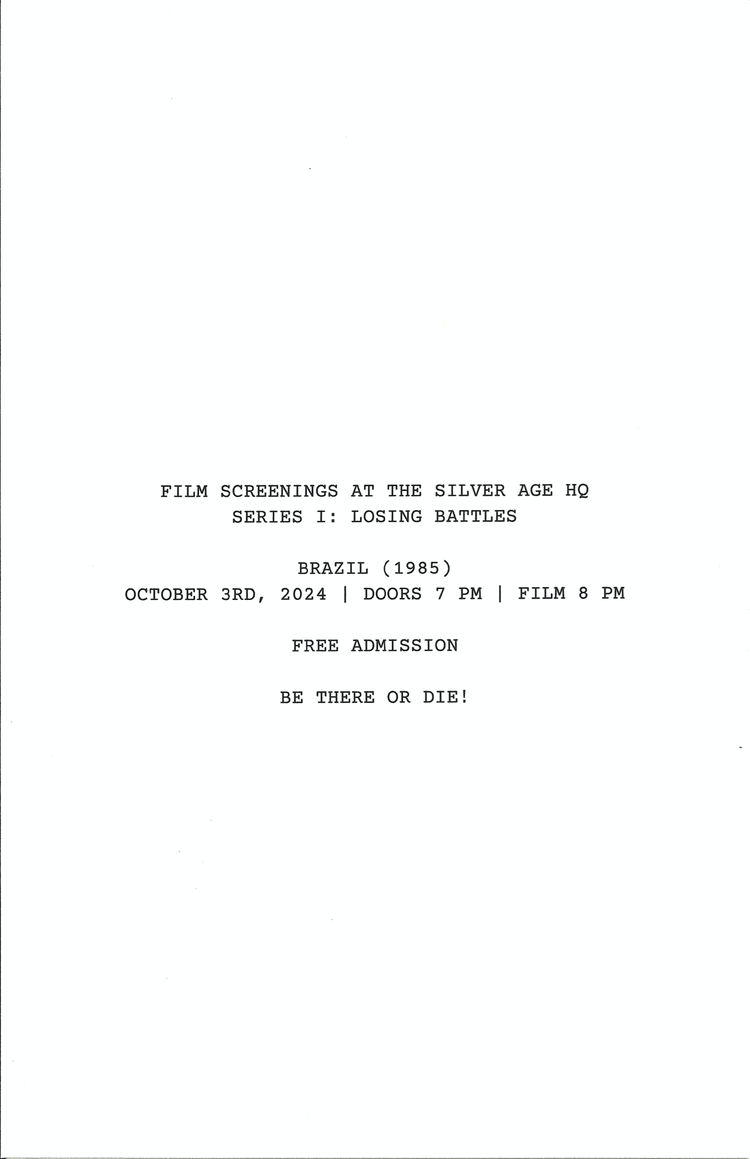 FILM SCREENINGS AT THE SILVER AGE HQ
SERIES I: LOSING BATTLES
BRAZIL (1985)
OCTOBER 3RD, 2024 | DOORS 7 PM | FILM 8 PM
FREE ADMISSION
BE THERE OR DIE!